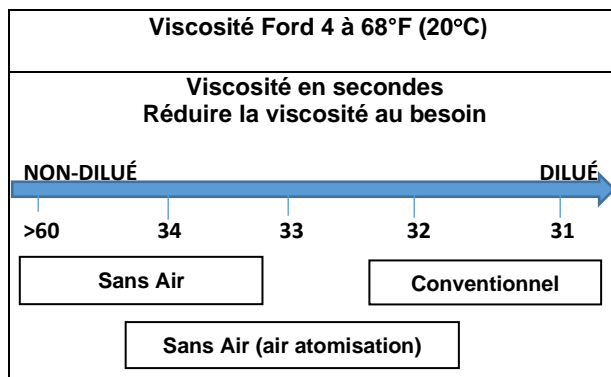 Viscosité Ford 4 à 68°F (20°C)
Viscosité en secondes
Réduire la viscosité au besoin
NON-DILUÉ DILUÉ
>60 34 33 32 31
Sans Air Conventionnel
Sans Air (air atomisation)